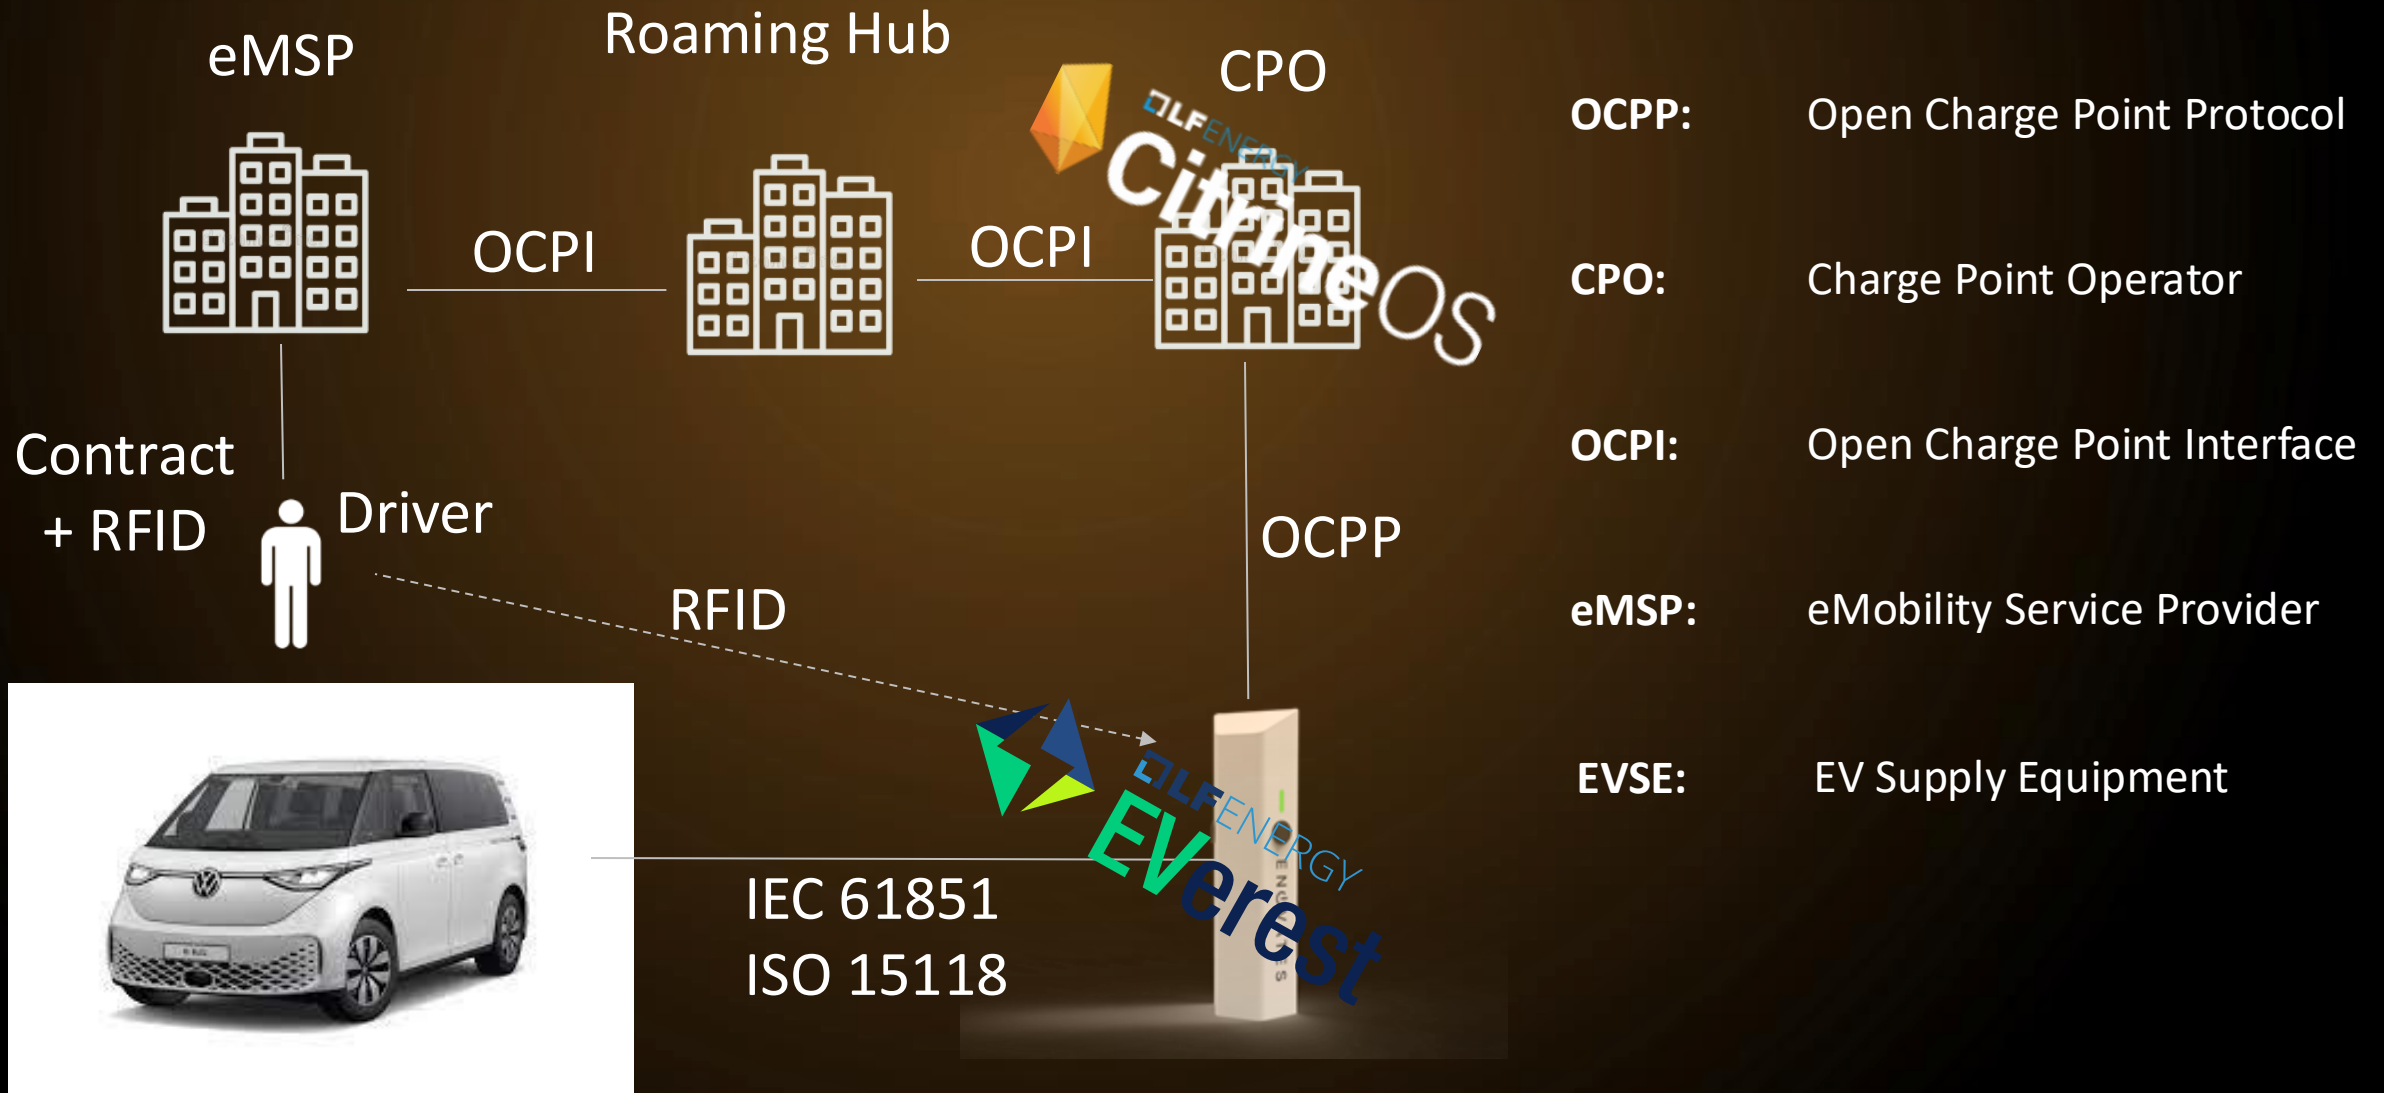 eMSP
Roaming Hub
CPO
LFENERGY
CitrineOS
OCPI
OCPI
Contract
+ RFID
Driver
RFID
OCPP
LFENERGY
EVerest
IEC 61851
ISO 15118
OCPP: Open Charge Point Protocol
CPO: Charge Point Operator
OCPI: Open Charge Point Interface
eMSP: eMobility Service Provider
EVSE: EV Supply Equipment